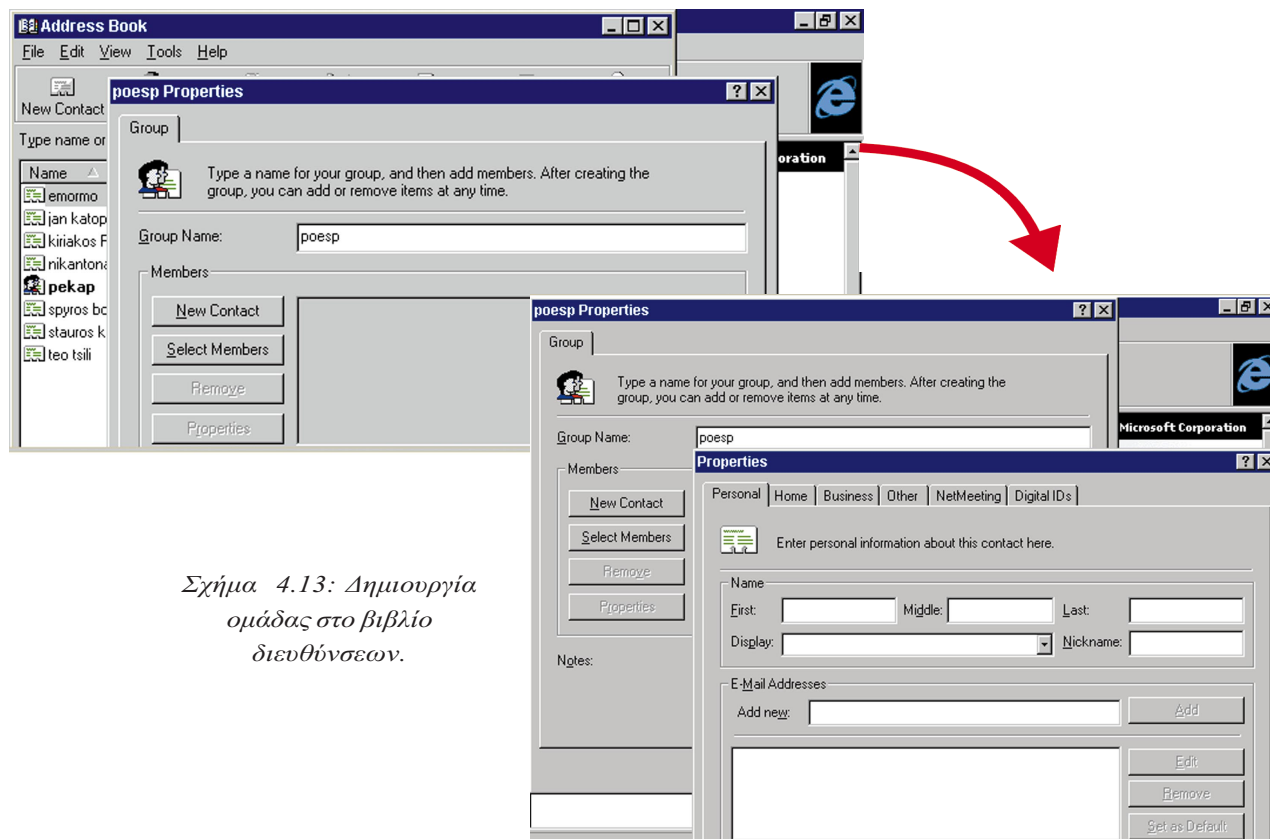 Address Book
File Edit View Tools Help
New Contact
Type name or
Name
emormo
jan katop
kiriakos
nikantona
pekap
spyros bo
stauros k
teo tsili
poesp Properties
Group
Type a name for your group, and then add members. After creating the
group, you can add or remove items at any time.
Group Name: poesp
Members
New Contact
Select Members
Remove
Properties
oration
poesp Properties
Group
Type a name for your group, and then add members. After creating the
group, you can add or remove items at any time.
Group Name: poesp
Members
New Contact
Select Members
Remove
Properties
Notes:
Microsoft Corporation
Properties
Personal Home Business Other NetMeeting Digital IDs
Enter personal information about this contact here.
Name
First: Middle: Last:
Display: Nickname:
E-Mail Addresses
Add new: Add
Edit
Remove
Set as Default
Σχήμα 4.13: Δημιουργία
ομάδας στο βιβλίο
διευθύνσεων.